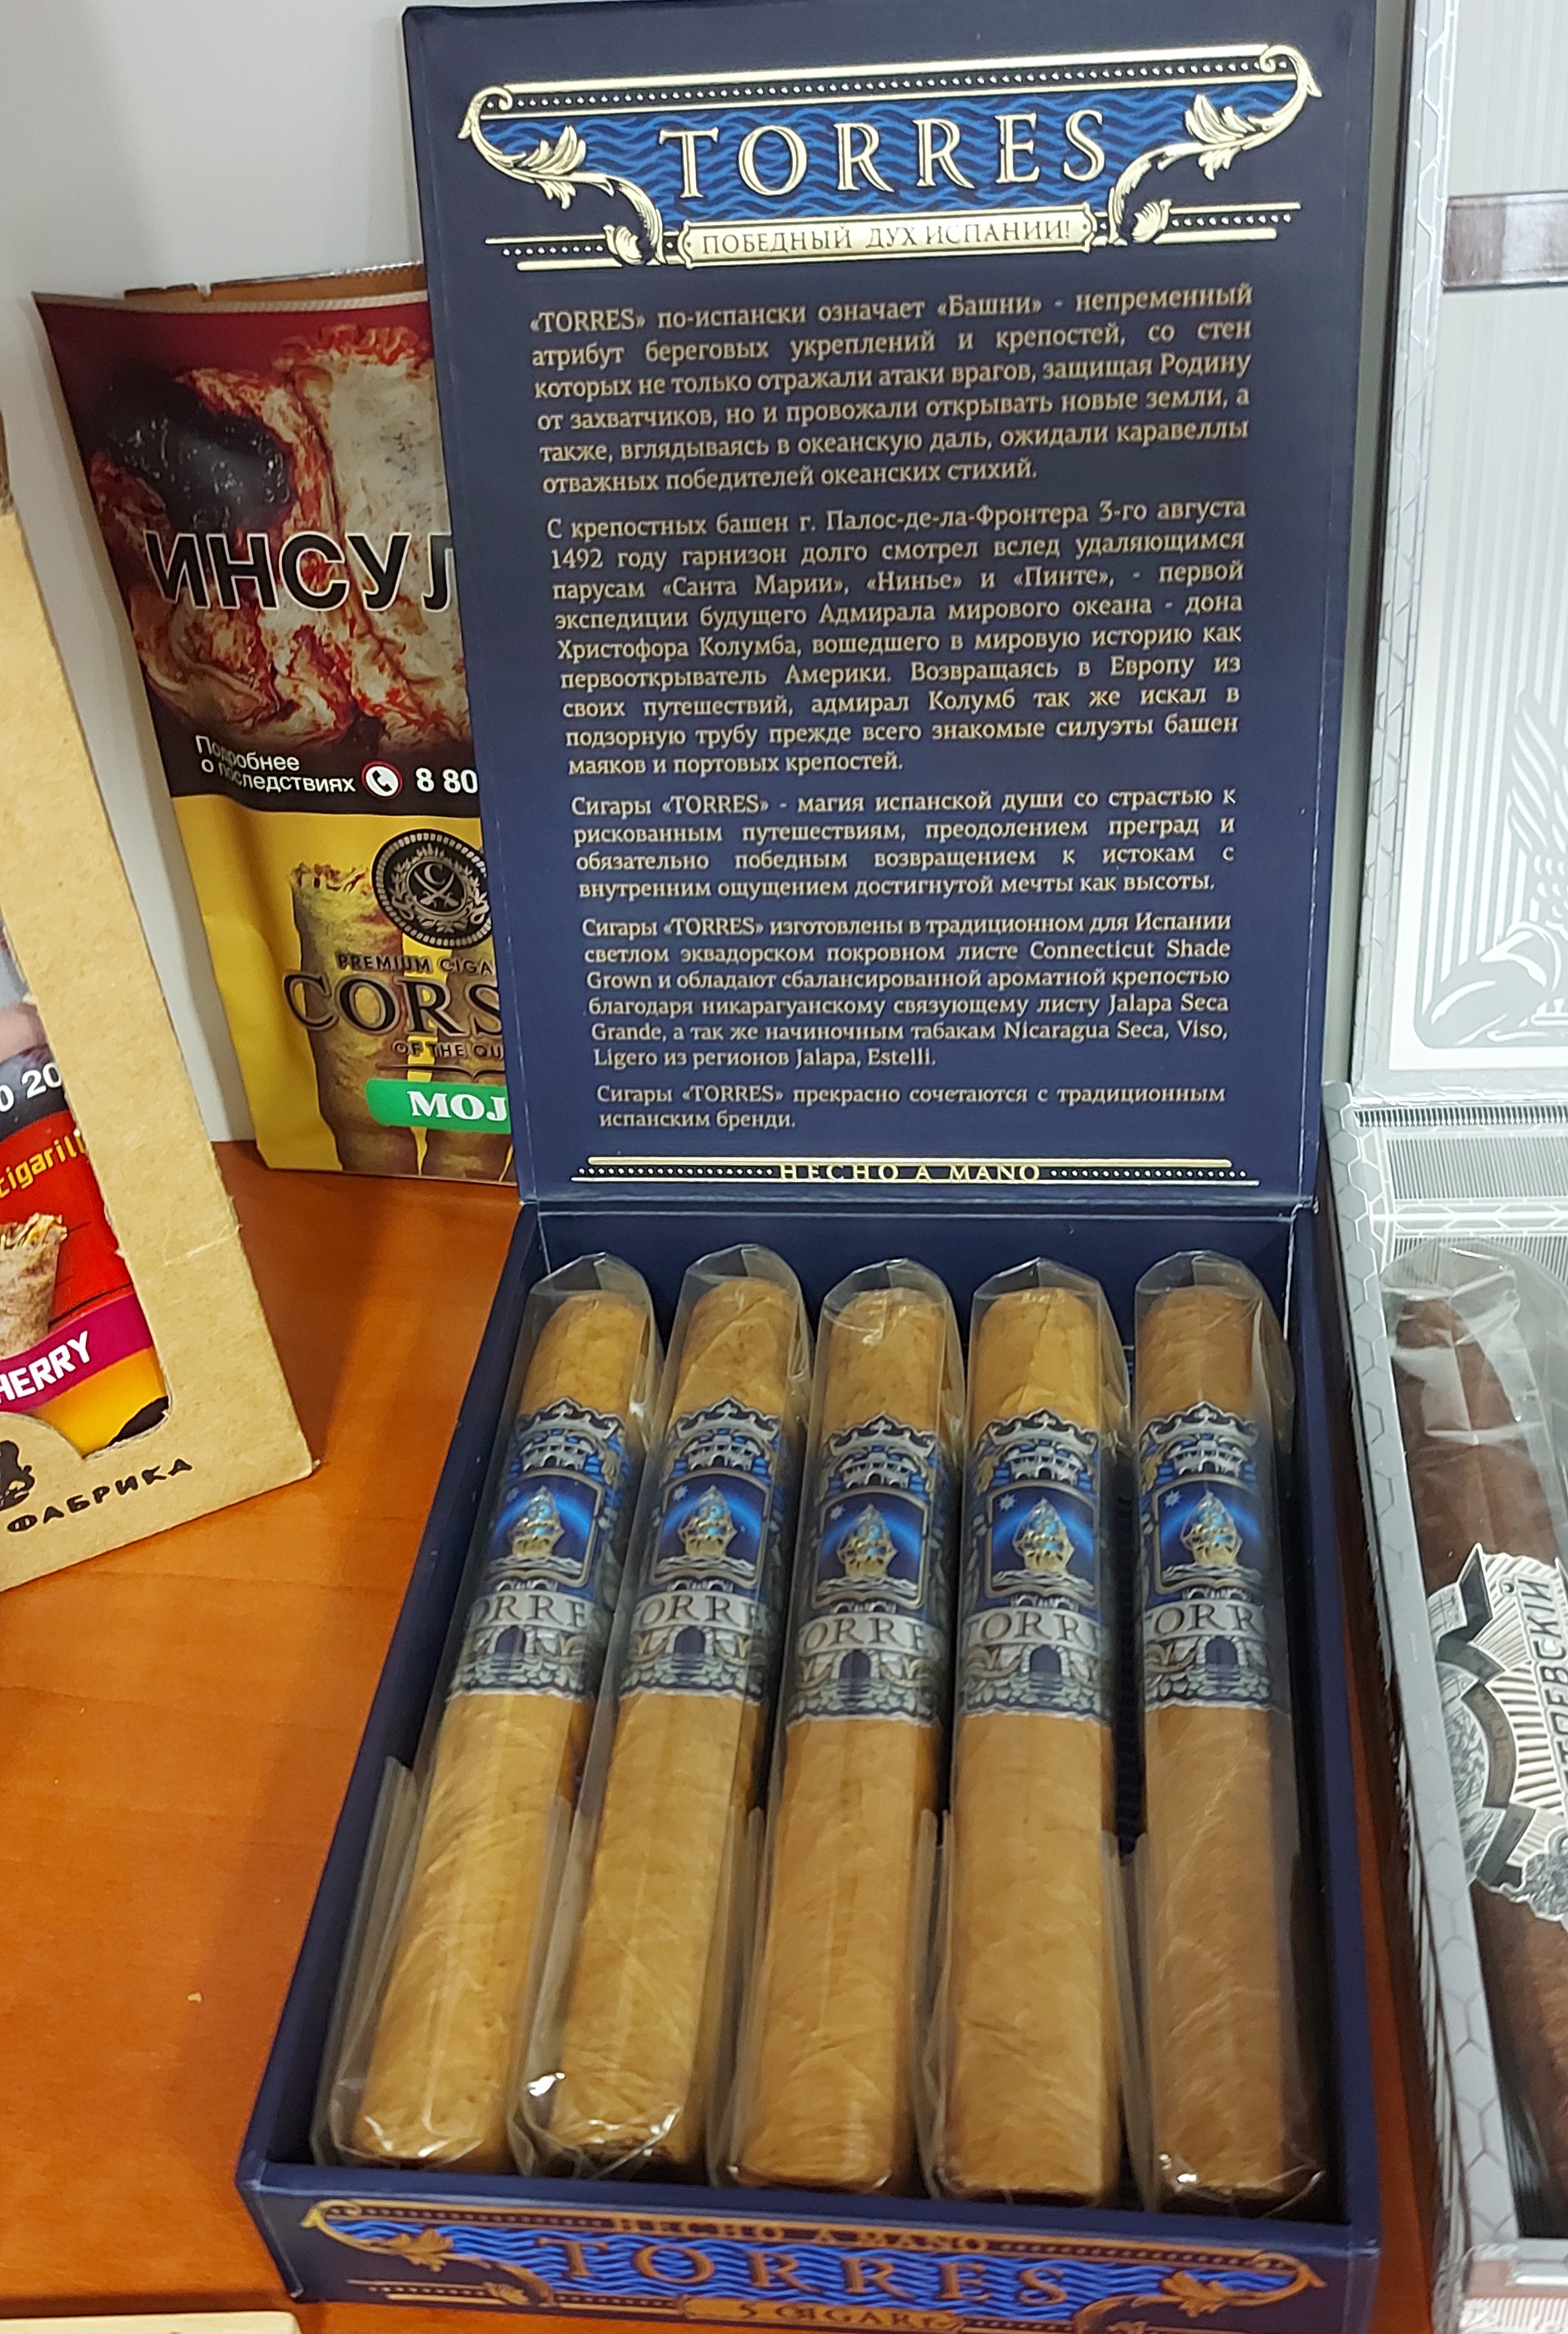 TORRES
ПОБЕДНЫЙ ДУХ ИСПАНИИ!
«TORRES» по-испански означает «Башни» - непременный
атрибут береговых укреплений и крепостей, со стен
которых не только отражали атаки врагов, защищая Родину
от захватчиков, но и провожали открывать новые земли, а
также, вглядываясь в океанскую даль, ожидали каравеллы
отважных победителей океанских стихий.
С крепостных башен г. Палос-де-ла-Фронтера 3-го августа
1492 году гарнизон долго смотрел вслед удаляющимся
парусам «Санта Марии», «Нинье» и «Пинте», - первой
экспедиции будущего Адмирала мирового океана - дона
Христофора Колумба, вошедшего в мировую историю как
первооткрыватель Америки. Возвращаясь в Европу из
своих путешествий, адмирал Колумб так же искал в
подзорную трубу прежде всего знакомые силуэты башен
маяков и портовых крепостей.
Сигары «TORRES» - магия испанской души со страстью к
рискованным путешествиям, преодолением преград и
обязательно победным возвращением к истокам с
внутренним ощущением достигнутой мечты как высоты.
Сигары «TORRES» изготовлены в традиционном для Испании
светлом эквадорском покровном листе Connecticut Shade
Grown и обладают сбалансированной ароматной крепостью
благодаря никарагуанскому связующему листу Jalapa Seca
Grande, а так же начиночным табакам Nicaragua Seca, Viso,
Ligero из регионов Jalapa, Estelli.
Сигары «TORRES» прекрасно сочетаются с традиционным
испанским бренди.
HECHO A MANO
ИНСУЛ
Подробнее
о последствиях 8 80
C
PREMIUM CIGA
CORS
OF THE QU
MOJ
0 20
cigarill
HERRY
ФАБРИКА
ORRE
ORRE
ORRE
TORR
TORR
HECHO A MANO
TORRES
5 CIGARS